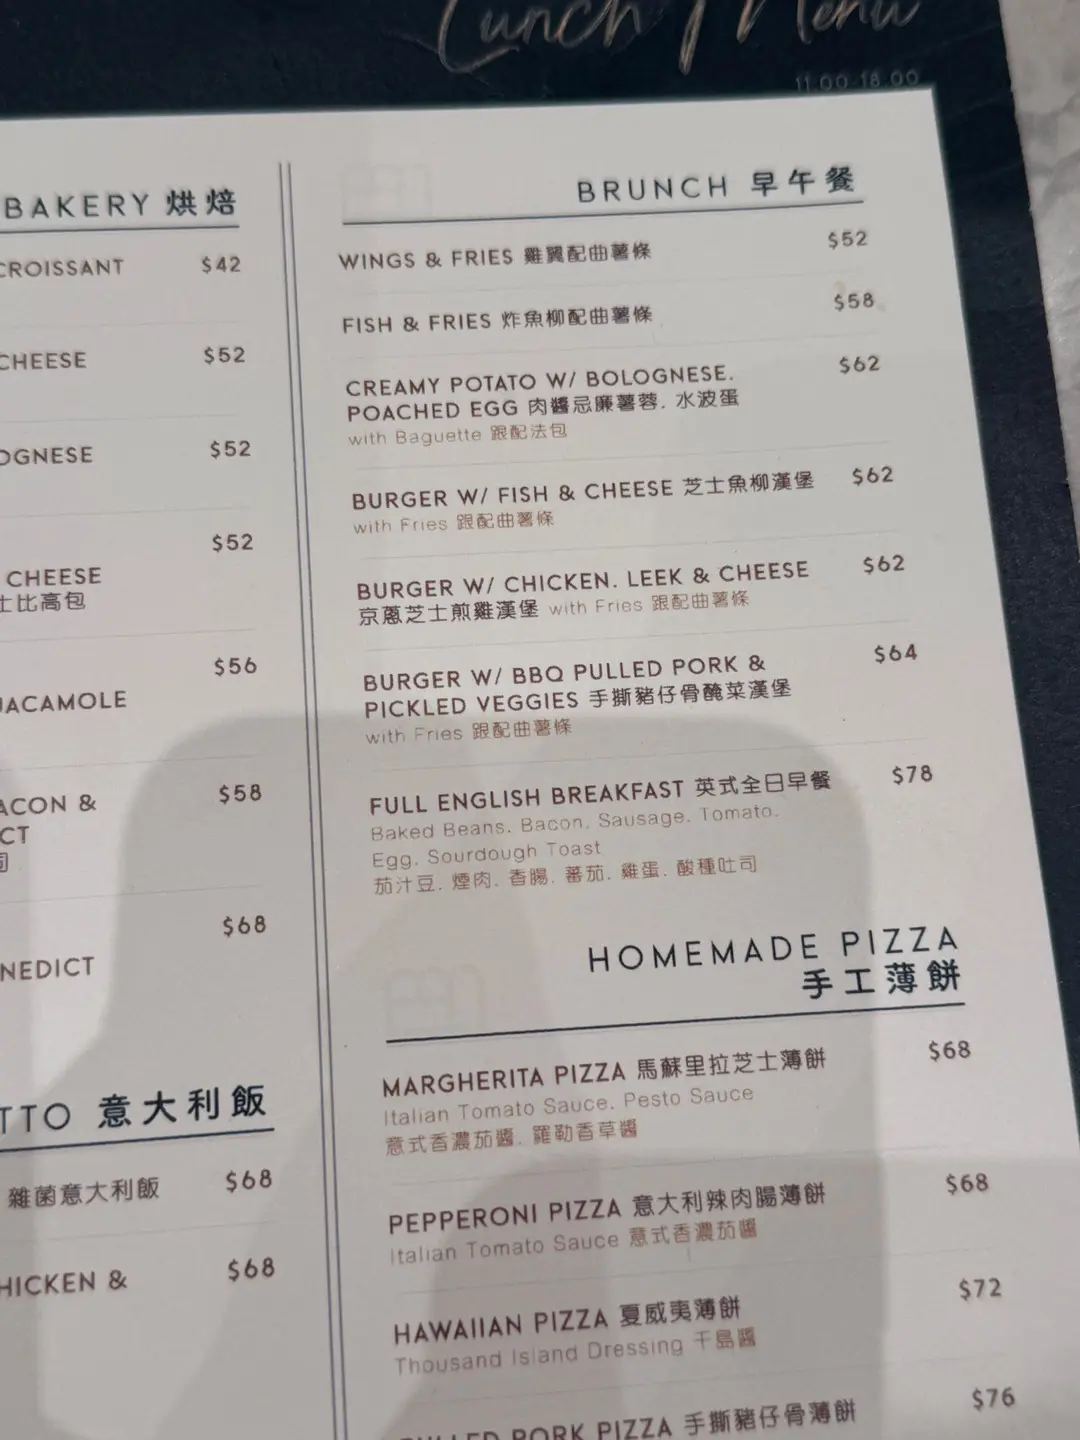 Lunch Menu
11:00-18:00
BAKERY 烘焙
CROISSANT $42
CHEESE $52
OGNESE $52
$52
CHEESE
士比高包
$56
UACAMOLE
$58
ACON &
CT
司
$68
NEDICT
TTO 意大利飯
雜菌意大利飯 $68
HICKEN & $68
BRUNCH 早午餐
WINGS & FRIES 雞翼配曲薯條 $52
FISH & FRIES 炸魚柳配曲薯條 $58
CREAMY POTATO W/ BOLOGNESE. $62
POACHED EGG 肉醬忌廉薯蓉. 水波蛋
with Baguette 跟配法包
BURGER W/ FISH & CHEESE 芝士魚柳漢堡 $62
with Fries 跟配曲薯條
BURGER W/ CHICKEN. LEEK & CHEESE $62
京蔥芝士煎雞漢堡 with Fries 跟配曲薯條
BURGER W/ BBQ PULLED PORK & $64
PICKLED VEGGIES 手撕豬仔骨醃菜漢堡
with Fries 跟配曲薯條
FULL ENGLISH BREAKFAST 英式全日早餐 $78
Baked Beans. Bacon. Sausage. Tomato.
Egg. Sourdough Toast
茄汁豆. 煙肉. 香腸. 蕃茄. 雞蛋. 酸種吐司
HOMEMADE PIZZA
手工薄餅
MARGHERITA PIZZA 馬蘇里拉芝士薄餅 $68
Italian Tomato Sauce. Pesto Sauce
意式香濃茄醬. 羅勒香草醬
PEPPERONI PIZZA 意大利辣肉腸薄餅 $68
Italian Tomato Sauce 意式香濃茄醬
HAWAIIAN PIZZA 夏威夷薄餅 $72
Thousand Island Dressing 千島醬
PULLED PORK PIZZA 手撕豬仔骨薄餅 $76